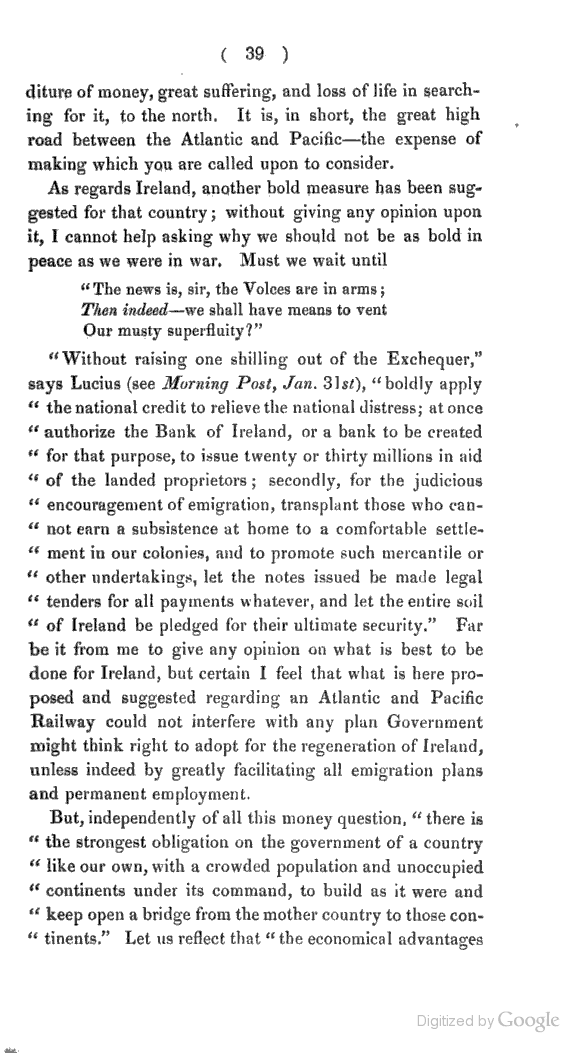 ( 39 )
diture of money, great suffering, and loss of life in search-
ing for it, to the north. It is, in short, the great high
road between the Atlantic and Pacific—the expense of
making which you are called upon to consider.
As regards Ireland, another bold measure has been sug-
gested for that country; without giving any opinion upon
it, I cannot help asking why we should not be as bold in
peace as we were in war. Must we wait until
"The news is, sir, the Volces are in arms;
Then indeed—we shall have means to vent
Our musty superfluity?"
"Without raising one shilling out of the Exchequer,"
says Lucius (see Morning Post, Jan. 31st), "boldly apply
" the national credit to relieve the national distress; at once
" authorize the Bank of Ireland, or a bank to be created
" for that purpose, to issue twenty or thirty millions in aid
" of the landed proprietors; secondly, for the judicious
" encouragement of emigration, transplant those who can-
" not earn a subsistence at home to a comfortable settle-
" ment in our colonies, and to promote such mercantile or
" other undertakings, let the notes issued be made legal
" tenders for all payments whatever, and let the entire soil
" of Ireland be pledged for their ultimate security." Far
be it from me to give any opinion on what is best to be
done for Ireland, but certain I feel that what is here pro-
posed and suggested regarding an Atlantic and Pacific
Railway could not interfere with any plan Government
might think right to adopt for the regeneration of Ireland,
unless indeed by greatly facilitating all emigration plans
and permanent employment.
But, independently of all this money question, " there is
" the strongest obligation on the government of a country
" like our own, with a crowded population and unoccupied
" continents under its command, to build as it were and
" keep open a bridge from the mother country to those con-
" tinents." Let us reflect that " the economical advantages
Digitized by Google